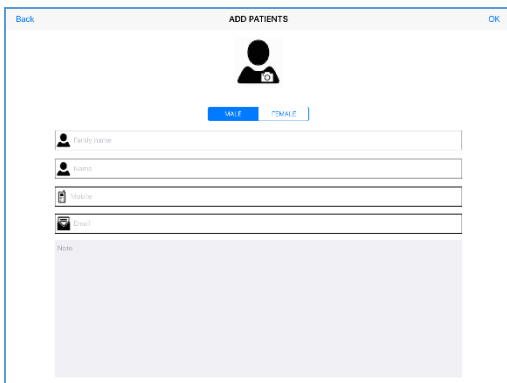 Back ADD PATIENTS OK
MALE FEMALE
Family name
Name
Mobile
Email
Note